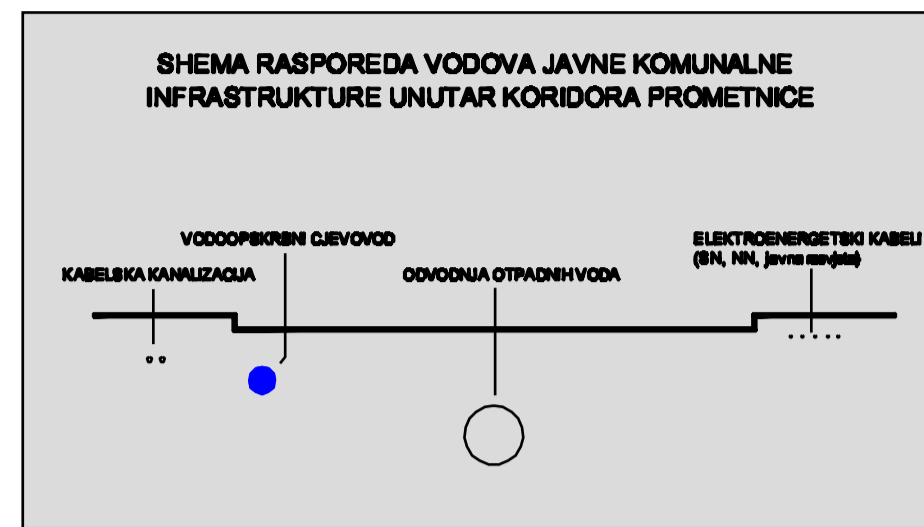 SHEMA RASPOREDA VODOVA JAVNE KOMUNALNE
INFRASTRUKTURE UNUTAR KORIDORA PROMETNICE
VODOOPSKRBNI CJEVOVOD
ELEKTROENERGETSKI KABELI
(SN, NN, javna rasvjeta)
KABELSKA KANALIZACIJA
ODVODNJA OTPADNIH VODA